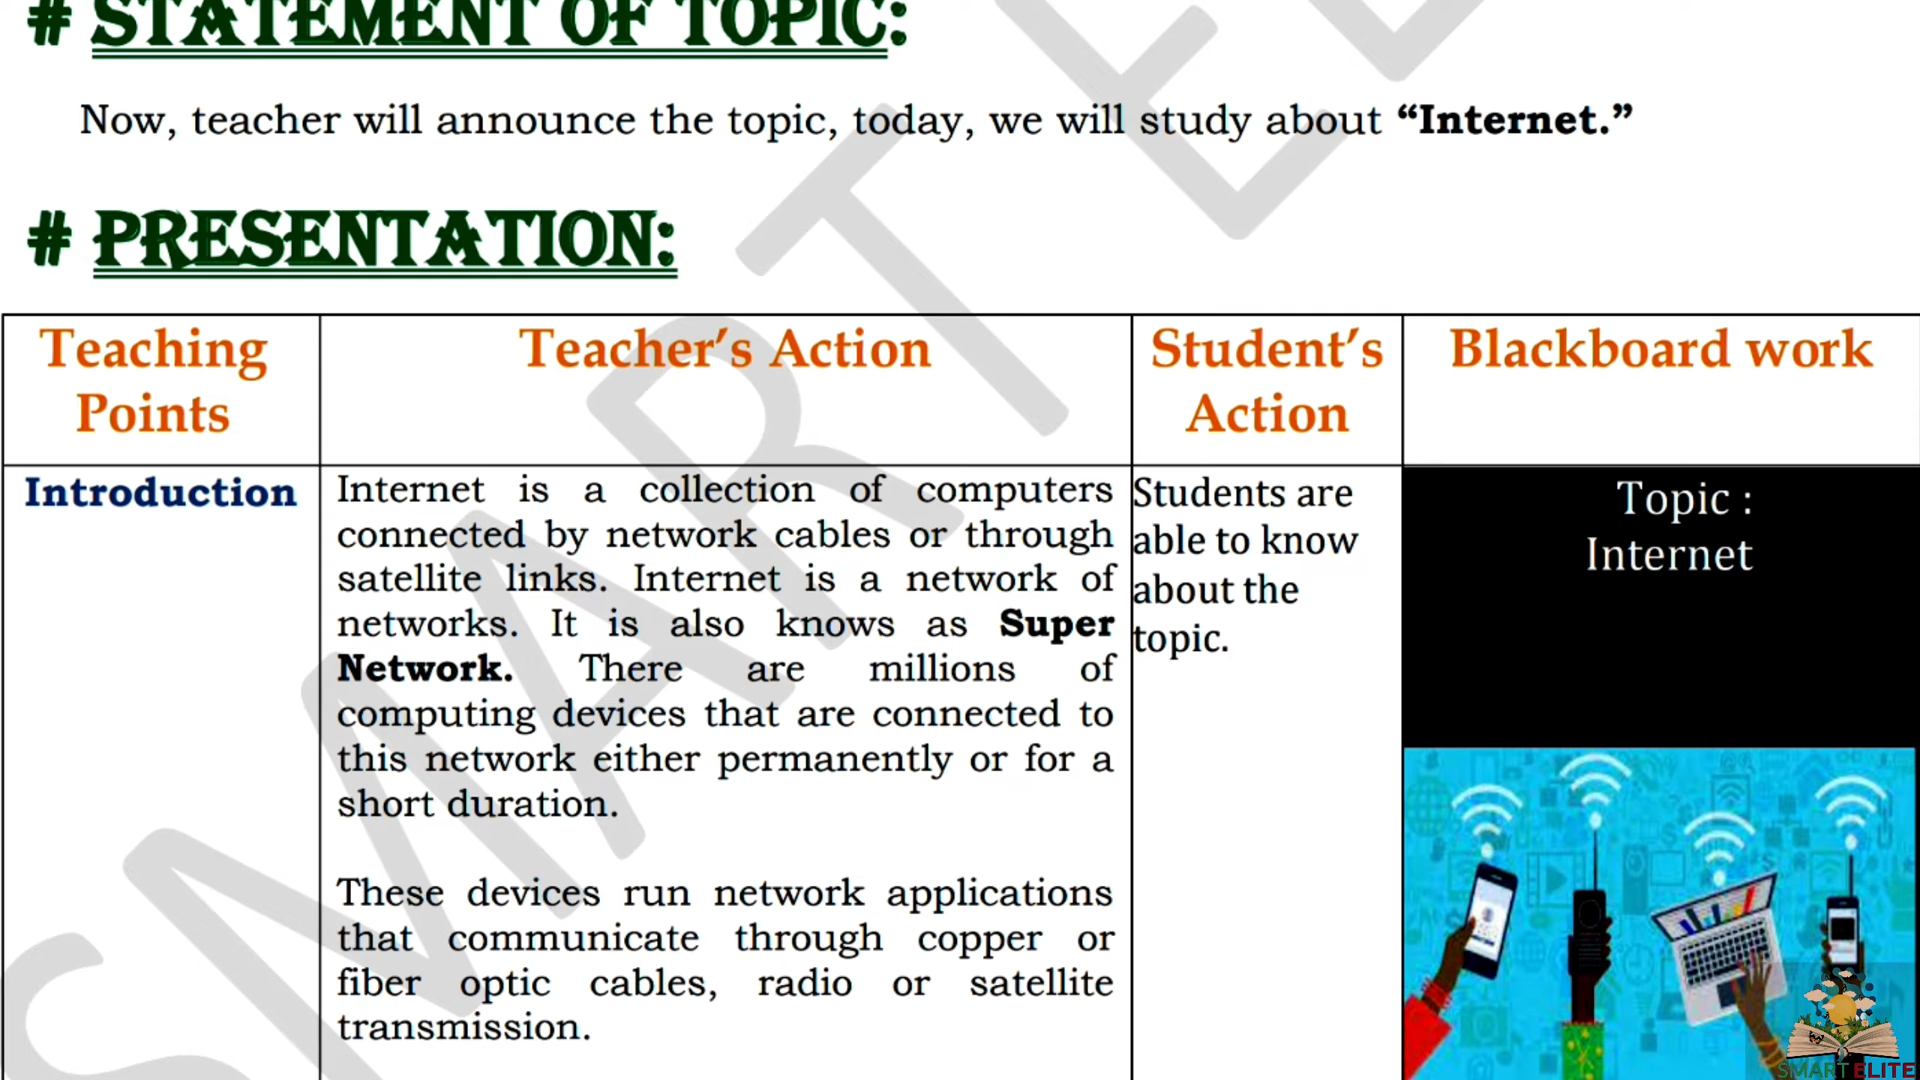 # STATEMENT OF TOPIC:
Now, teacher will announce the topic, today, we will study about “Internet.”
# PRESENTATION:
Teaching
Points
Teacher’s Action
Student’s
Action
Blackboard work
Introduction
Internet is a collection of computers
connected by network cables or through
satellite links. Internet is a network of
networks. It is also knows as Super
Network. There are millions of
computing devices that are connected to
this network either permanently or for a
short duration.
These devices run network applications
that communicate through copper or
fiber optic cables, radio or satellite
transmission.
Students are
able to know
about the
topic.
Topic :
Internet
SMART ELITE
SMART EL